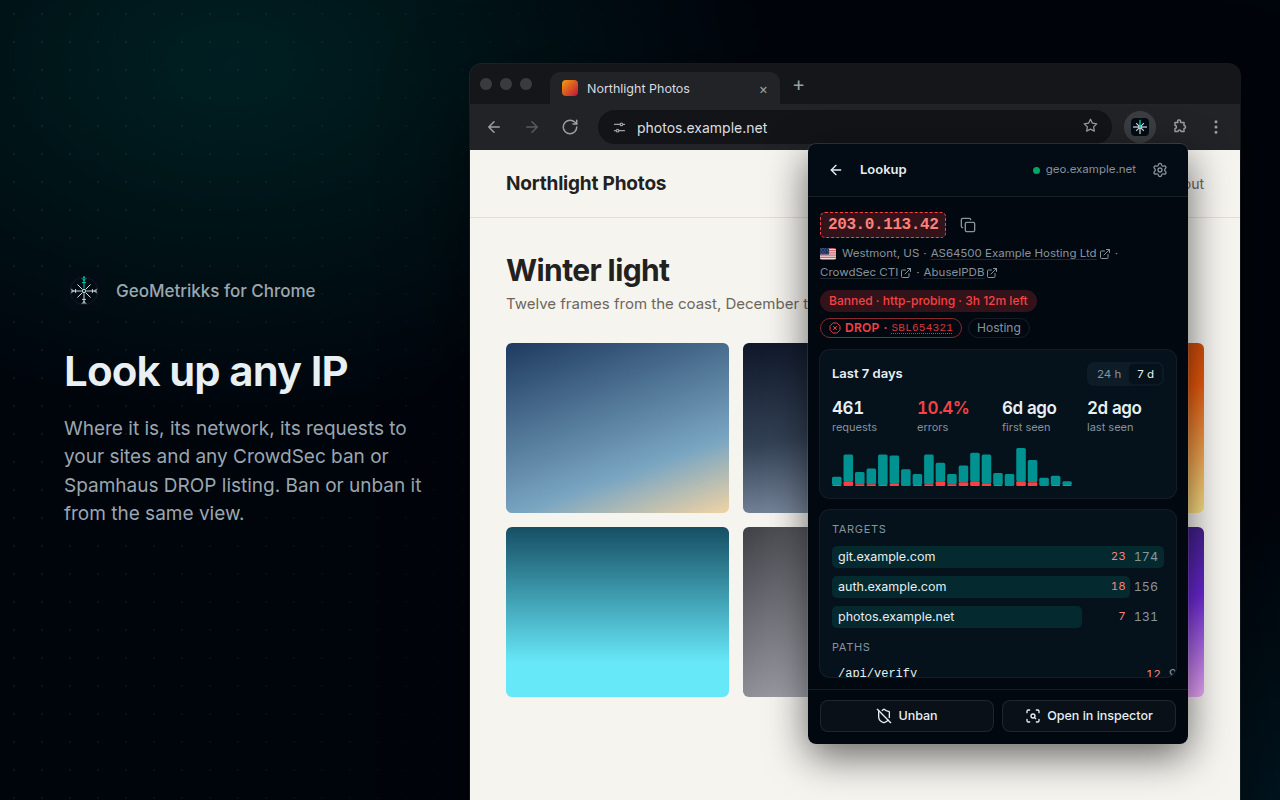 Northlight Photos
photos.example.net
GeoMetrikks for Chrome
Look up any IP
Where it is, its network, its requests to
your sites and any CrowdSec ban or
Spamhaus DROP listing. Ban or unban it
from the same view.
Northlight Photos
Winter light
Twelve frames from the coast, December
Lookup
geo.example.net
203.0.113.42
Westmont, US · AS64500 Example Hosting Ltd ·
CrowdSec CTI · AbuseIPDB
Banned · http-probing · 3h 12m left
DROP · SBL654321 Hosting
Last 7 days 24 h 7 d
461 10.4% 6d ago 2d ago
requests errors first seen last seen
TARGETS
git.example.com 23 174
auth.example.com 18 156
photos.example.net 7 131
PATHS
/api/verify 12
Unban Open in Inspector